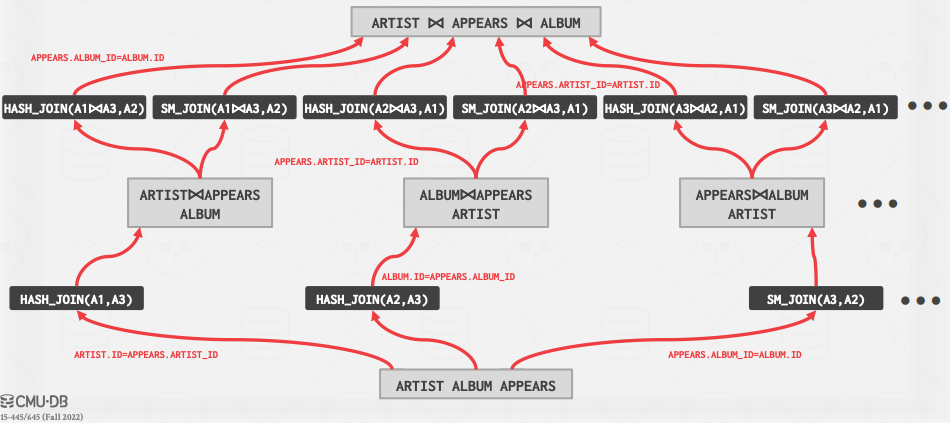 ARTIST ⋈ APPEARS ⋈ ALBUM
APPEARS.ALBUM_ID=ALBUM.ID
APPEARS.ARTIST_ID=ARTIST.ID
HASH_JOIN(A1⋈A3,A2)
SM_JOIN(A1⋈A3,A2)
HASH_JOIN(A2⋈A3,A1)
SM_JOIN(A2⋈A3,A1)
HASH_JOIN(A3⋈A2,A1)
SM_JOIN(A3⋈A2,A1)
•••
APPEARS.ARTIST_ID=ARTIST.ID
ARTIST⋈APPEARS
ALBUM
ALBUM⋈APPEARS
ARTIST
APPEARS⋈ALBUM
ARTIST
•••
ALBUM.ID=APPEARS.ALBUM_ID
HASH_JOIN(A1,A3)
HASH_JOIN(A2,A3)
SM_JOIN(A3,A2)
•••
ARTIST.ID=APPEARS.ARTIST_ID
APPEARS.ALBUM_ID=ALBUM.ID
ARTIST ALBUM APPEARS
CMU·DB
15-445/645 (Fall 2022)